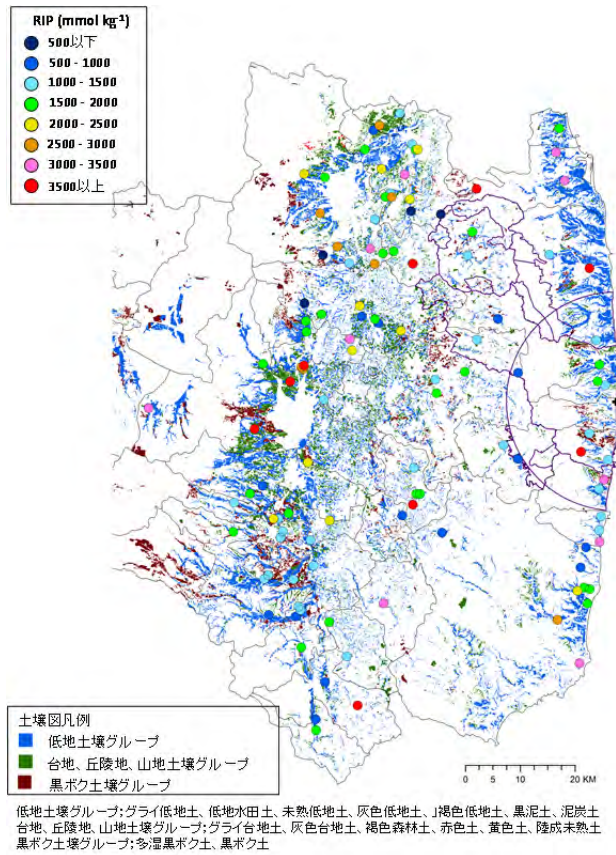 RIP (mmol kg⁻¹)
500以下
500 - 1000
1000 - 1500
1500 - 2000
2000 - 2500
2500 - 3000
3000 - 3500
3500以上
土壌図凡例
低地土壌グループ
台地、丘陵地、山地土壌グループ
黒ボク土壌グループ
0 5 10 20 KM
低地土壌グループ;グライ低地土、低地水田土、未熟低地土、灰色低地土、」褐色低地土、黒泥土、泥炭土
台地、丘陵地、山地土壌グループ;グライ台地土、灰色台地土、褐色森林土、赤色土、黄色土、陸成未熟土
黒ボク土壌グループ:多湿黒ボク土、黒ボク土